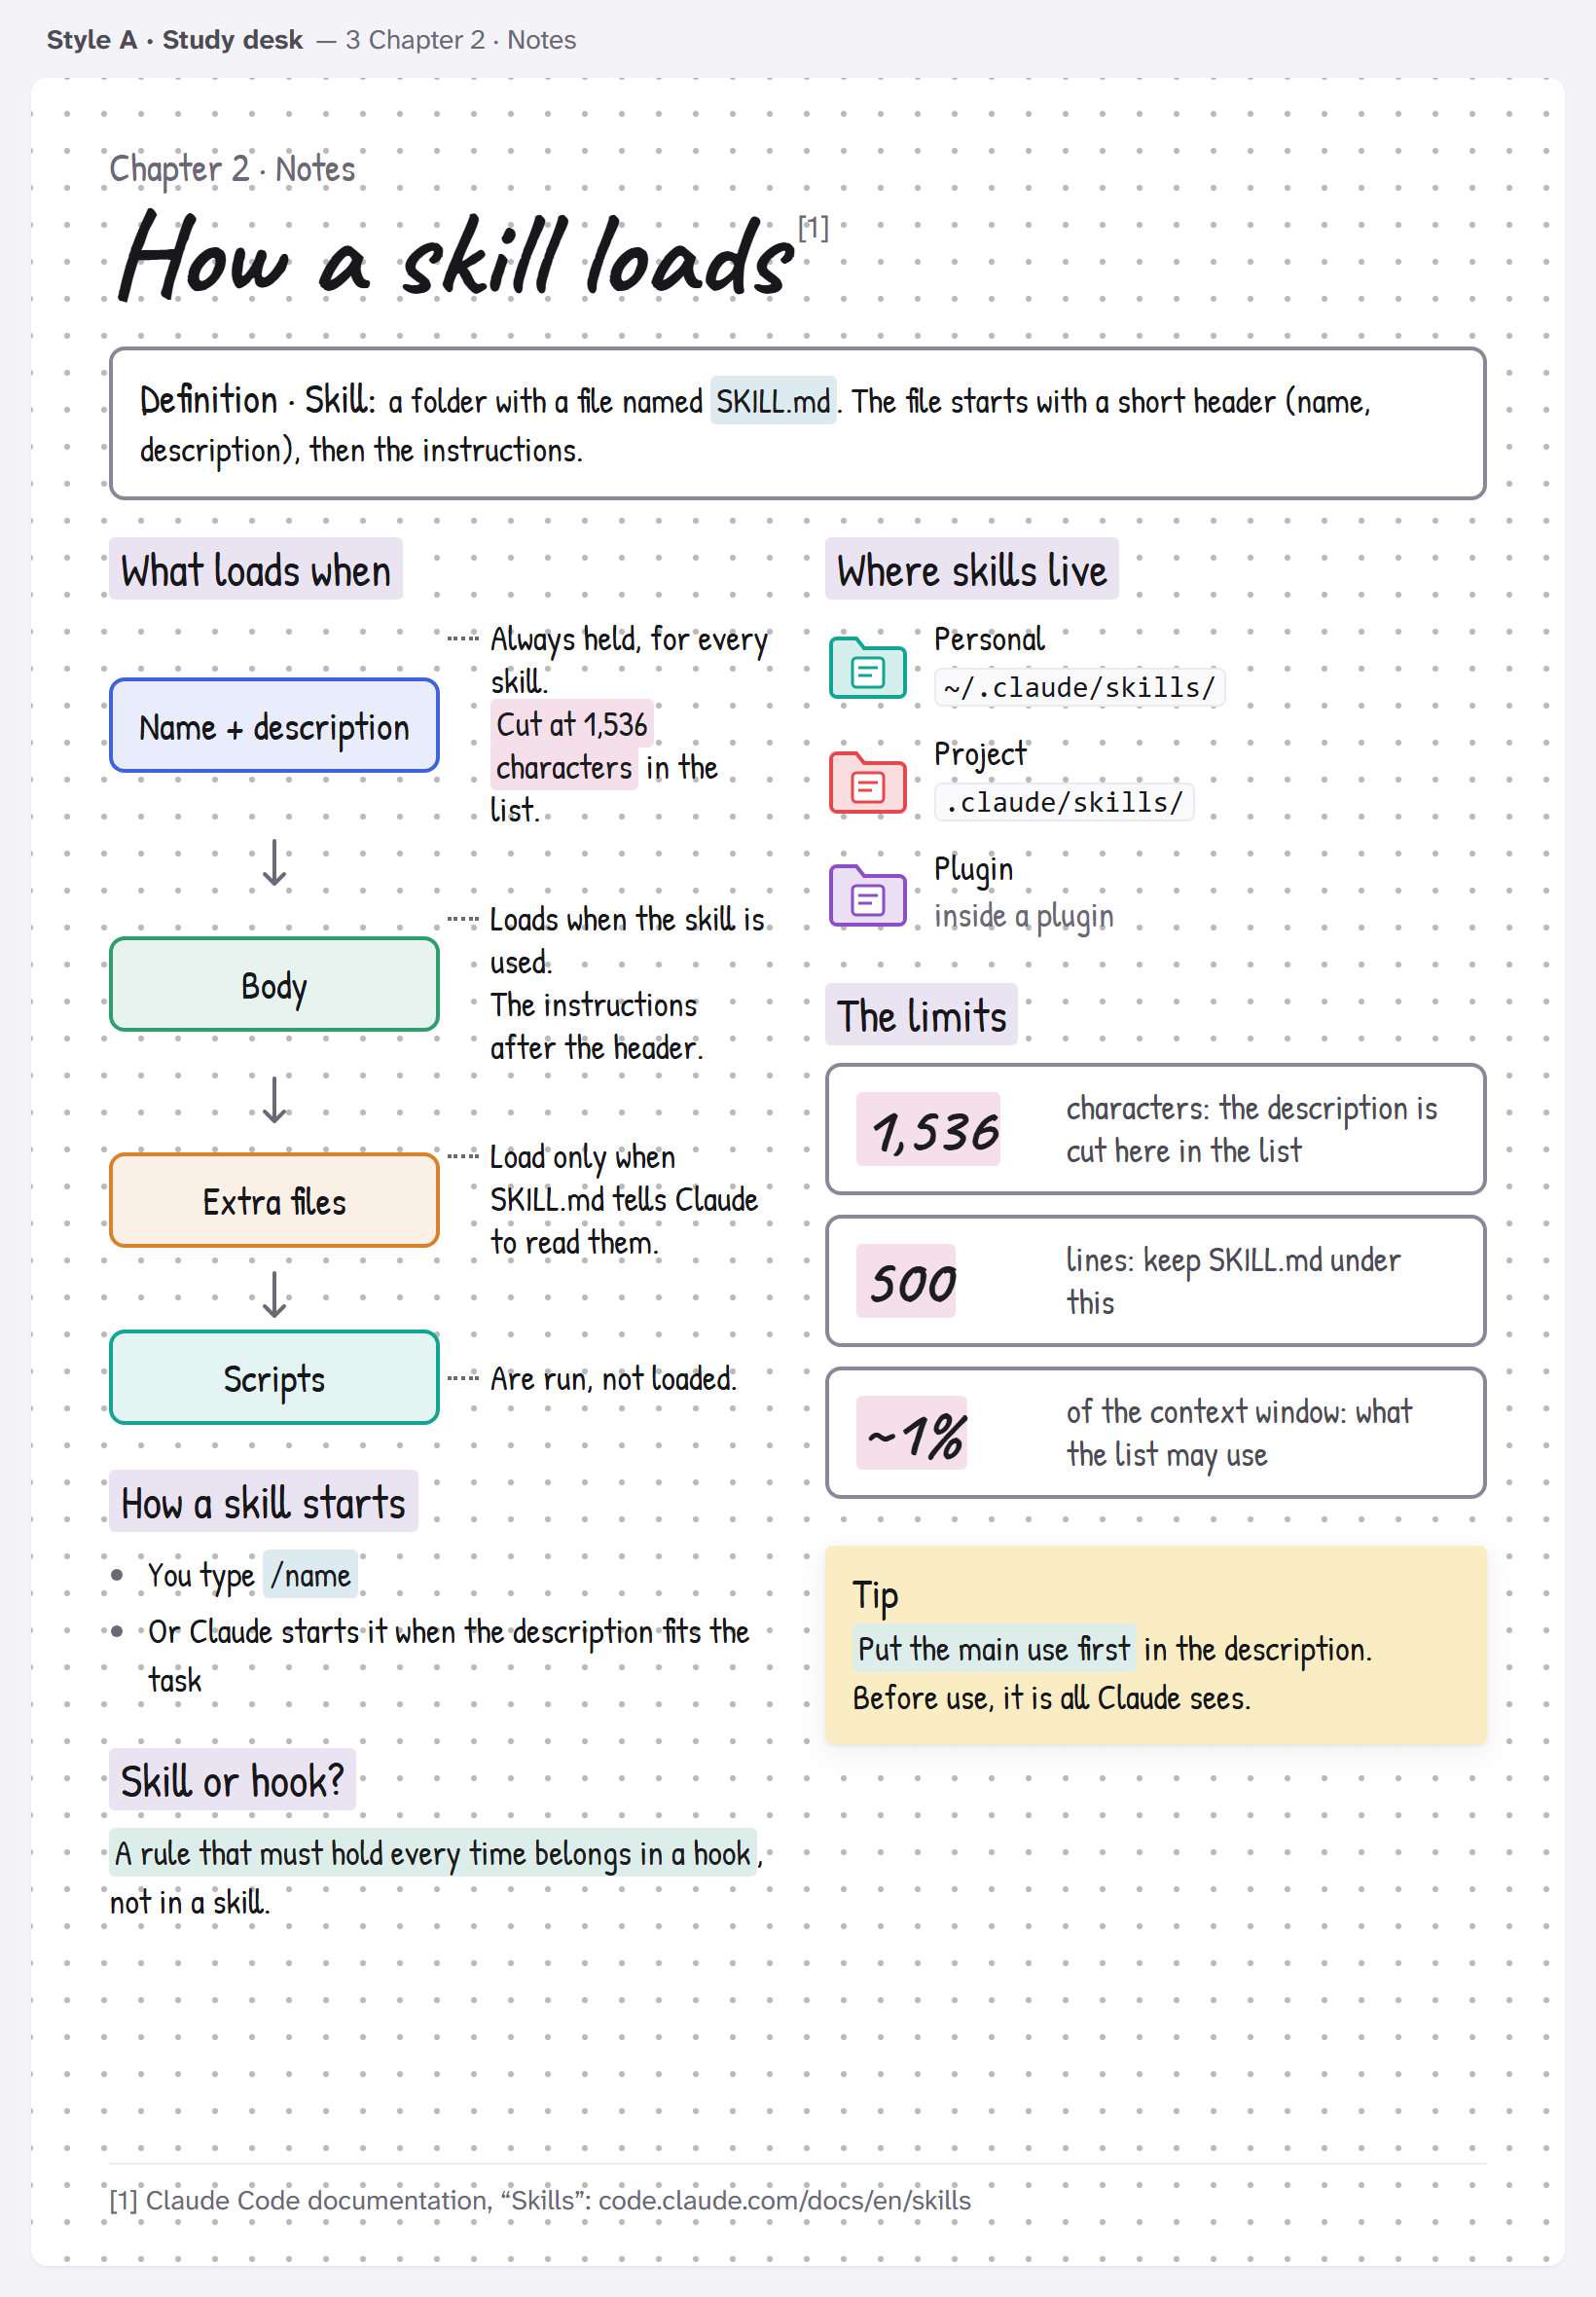 Style A · Study desk — 3 Chapter 2 · Notes
Chapter 2 · Notes
How a skill loads [1]
Definition · Skill: a folder with a file named SKILL.md. The file starts with a short header (name,
description), then the instructions.
What loads when
Name + description
Always held, for every
skill.
Cut at 1,536
characters in the
list.
Body
Loads when the skill is
used.
The instructions
after the header.
Extra files
Load only when
SKILL.md tells Claude
to read them.
Scripts
Are run, not loaded.
How a skill starts
• You type /name
• Or Claude starts it when the description fits the
task
Skill or hook?
A rule that must hold every time belongs in a hook,
not in a skill.
Where skills live
Personal
~/.claude/skills/
Project
.claude/skills/
Plugin
inside a plugin
The limits
1,536
characters: the description is
cut here in the list
500
lines: keep SKILL.md under
this
~1%
of the context window: what
the list may use
Tip
Put the main use first in the description.
Before use, it is all Claude sees.
[1] Claude Code documentation, “Skills”: code.claude.com/docs/en/skills